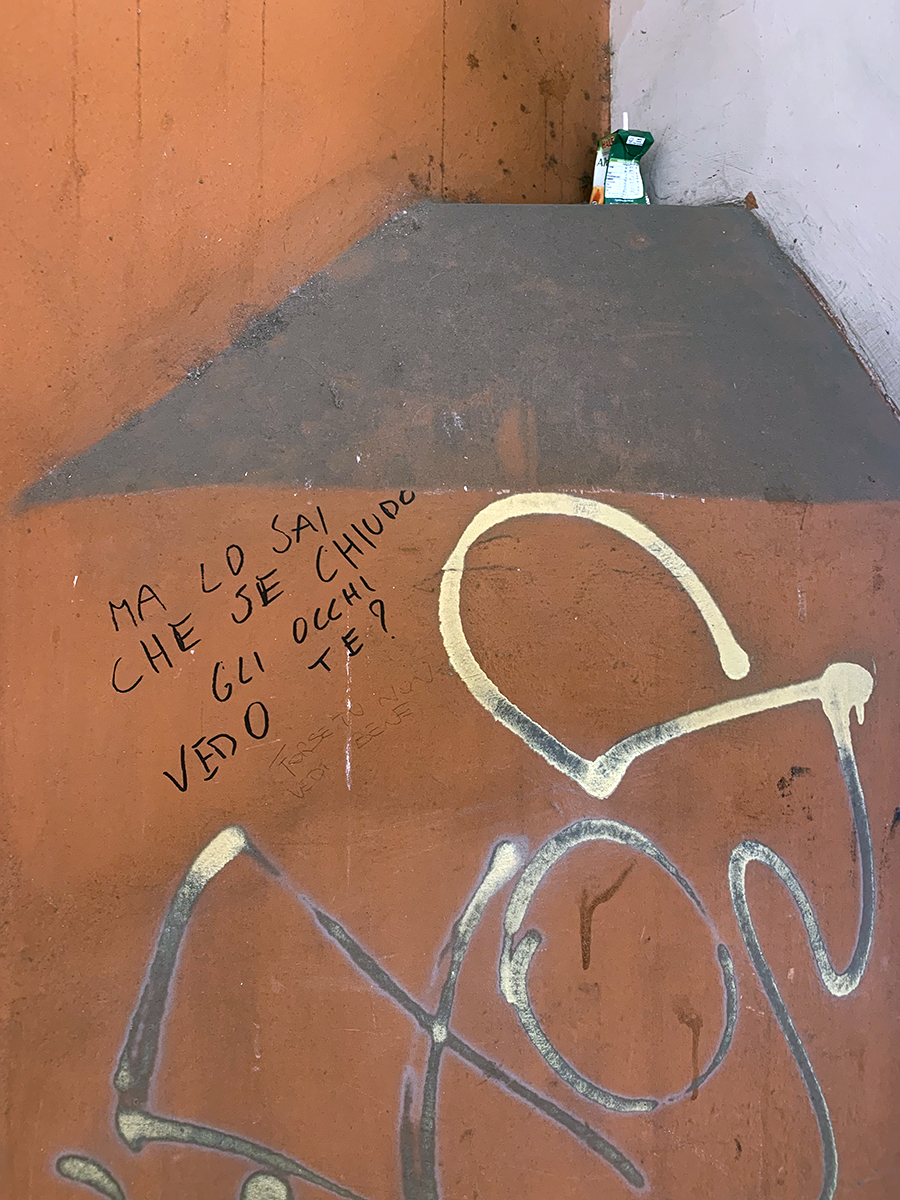 MA LO SAI
CHE SE CHIUDO
GLI OCCHI
VEDO TE?
FORSE TU NON
VEDI BENE